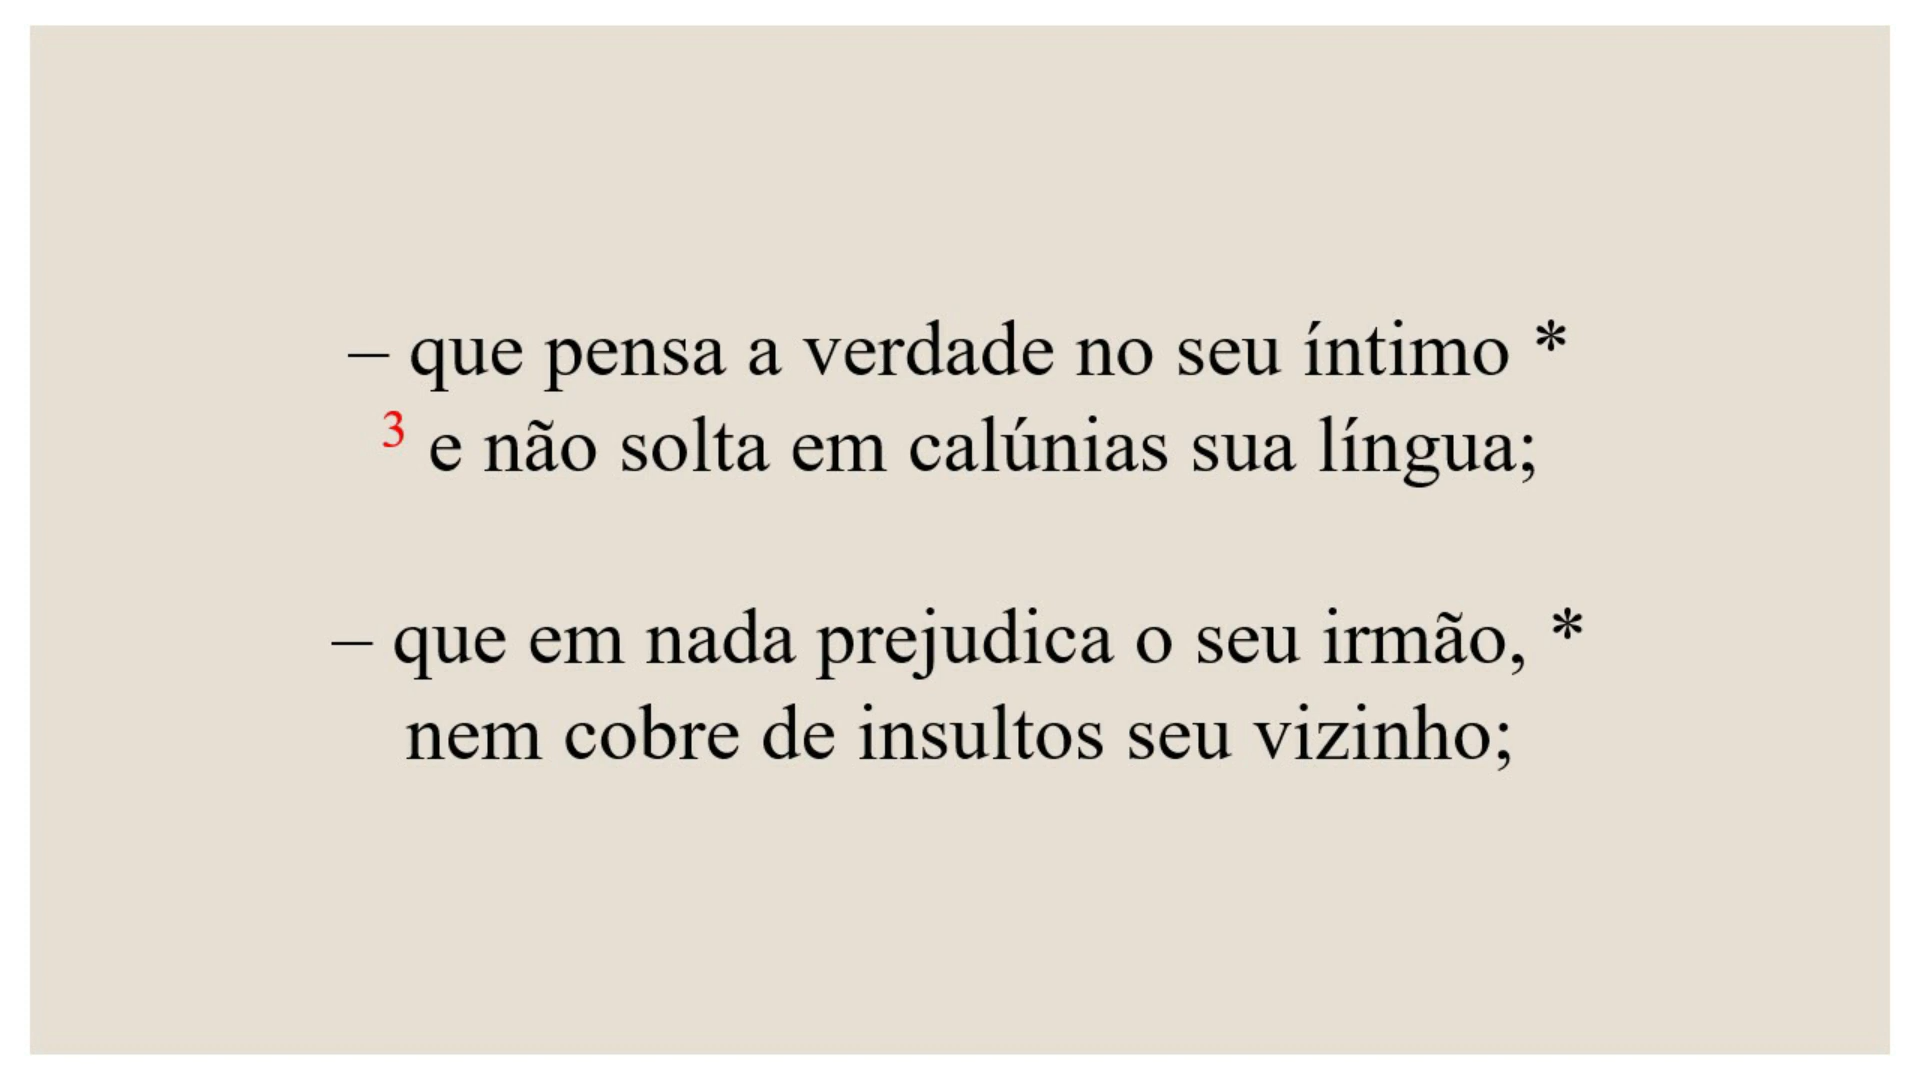 – que pensa a verdade no seu íntimo *
3 e não solta em calúnias sua língua;
– que em nada prejudica o seu irmão, *
nem cobre de insultos seu vizinho;